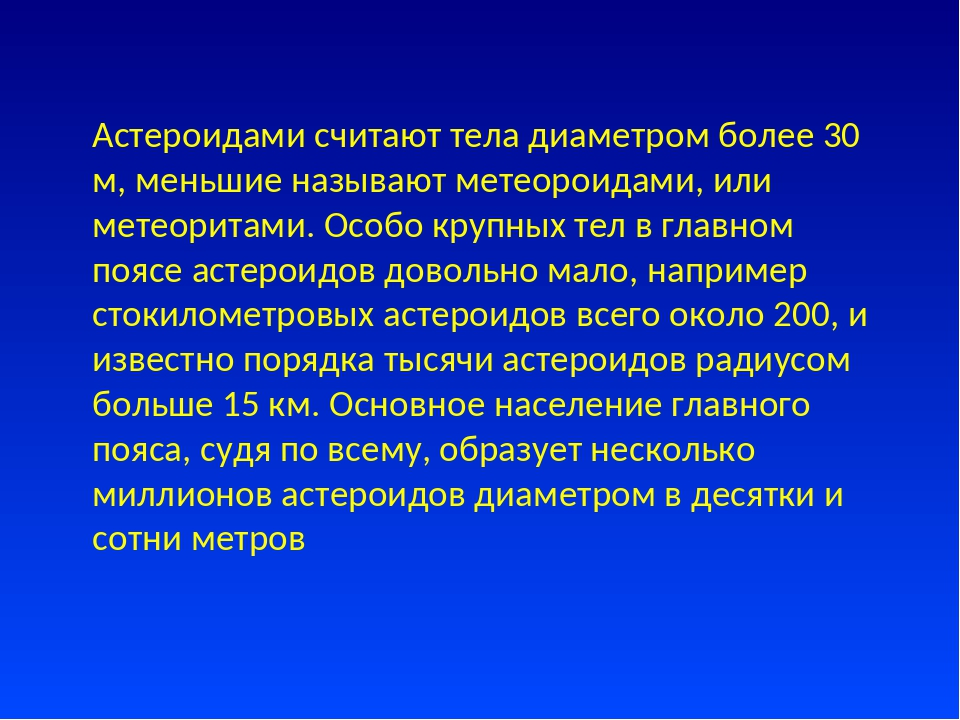 Астероидами считают тела диаметром более 30
м, меньшие называют метеороидами, или
метеоритами. Особо крупных тел в главном
поясе астероидов довольно мало, например
стокилометровых астероидов всего около 200, и
известно порядка тысячи астероидов радиусом
больше 15 км. Основное население главного
пояса, судя по всему, образует несколько
миллионов астероидов диаметром в десятки и
сотни метров